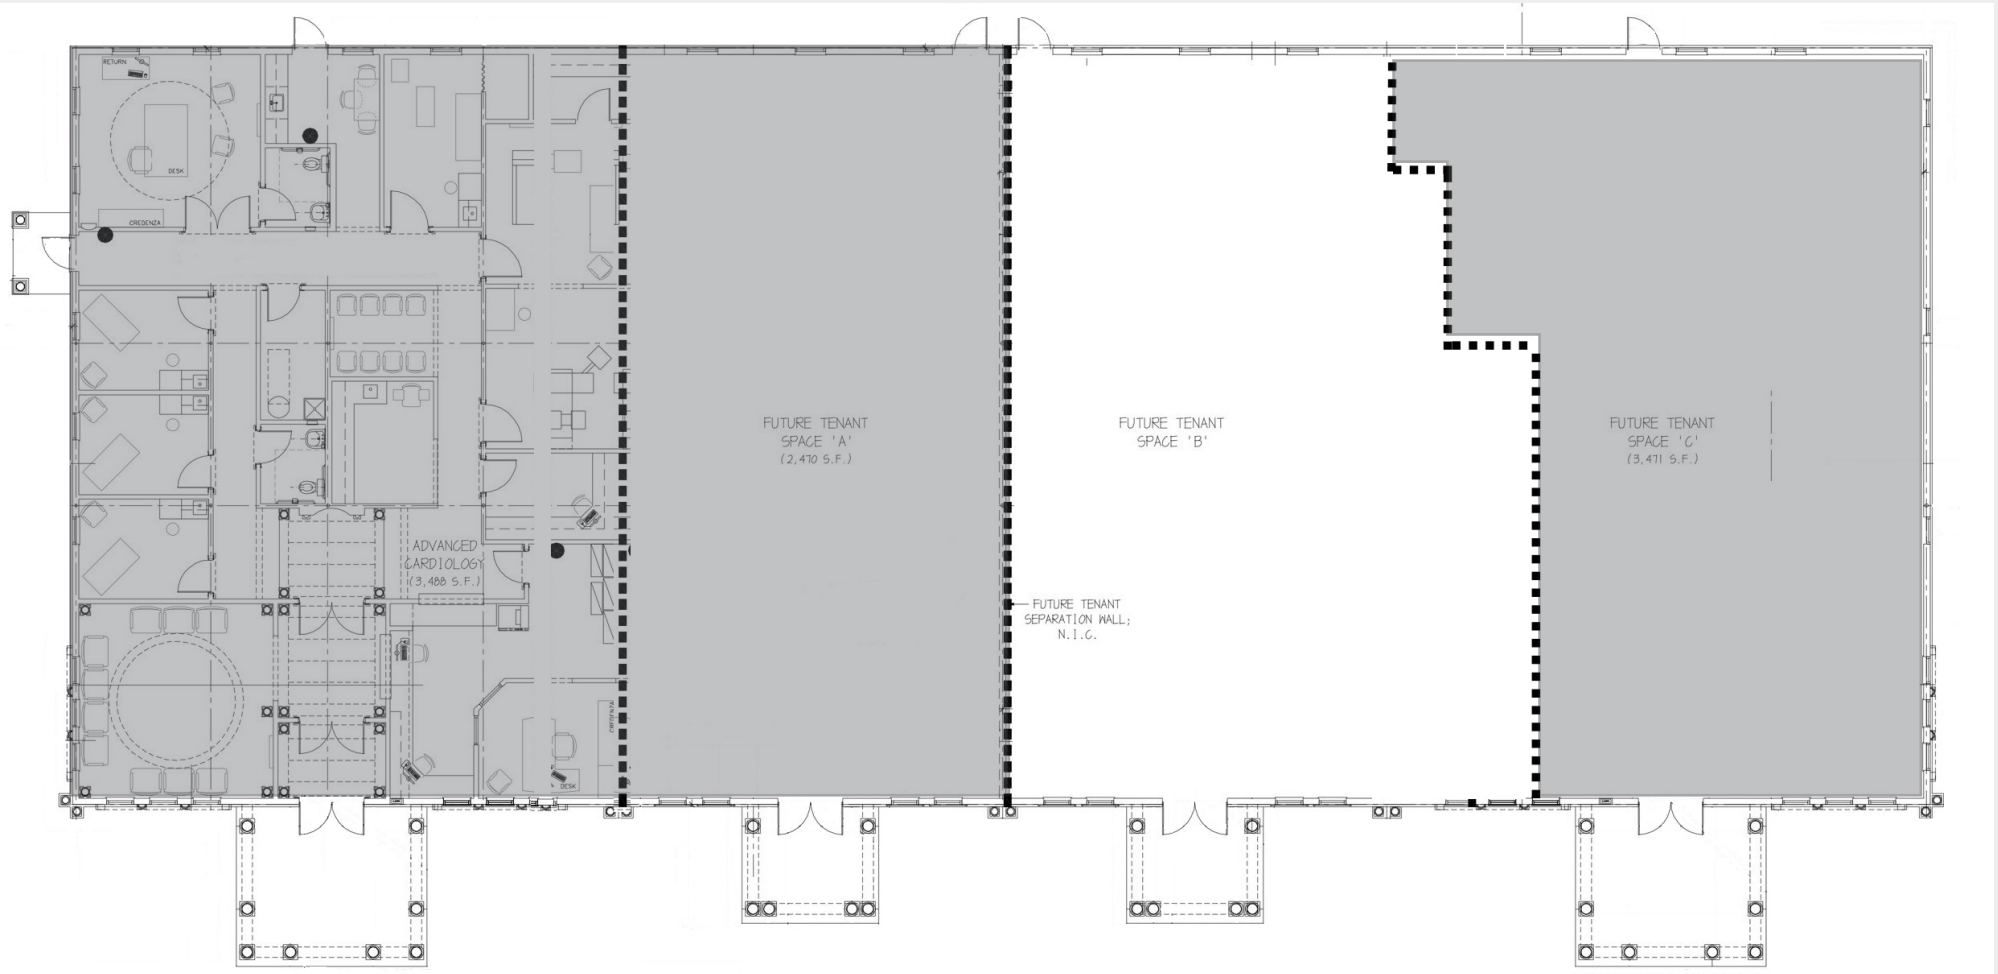 RETURN
DESK
CREDENZA
FUTURE TENANT
SPACE 'A'
(2,470 S.F.)
FUTURE TENANT
SPACE 'B'
FUTURE TENANT
SPACE 'C'
(3,471 S.F.)
ADVANCED
CARDIOLOGY
(3,488 S.F.)
FUTURE TENANT
SEPARATION WALL;
N.I.C.
CREDENZA
DESK